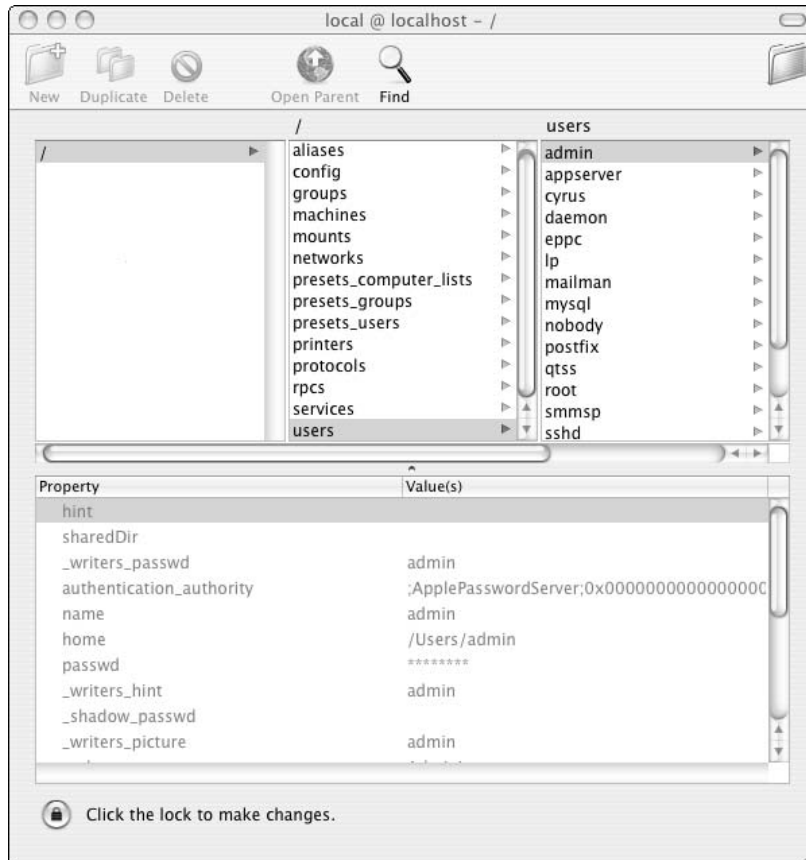 local @ localhost – /
New Duplicate Delete Open Parent Find
/ users
/
aliases
config
groups
machines
mounts
networks
presets_computer_lists
presets_groups
presets_users
printers
protocols
rpcs
services
users
admin
appserver
cyrus
daemon
eppc
lp
mailman
mysql
nobody
postfix
qtss
root
smmsp
sshd
Property Value(s)
hint
sharedDir
_writers_passwd admin
authentication_authority ;ApplePasswordServer;0x0000000000000000
name admin
home /Users/admin
passwd ********
_writers_hint admin
_shadow_passwd
_writers_picture admin
Click the lock to make changes.